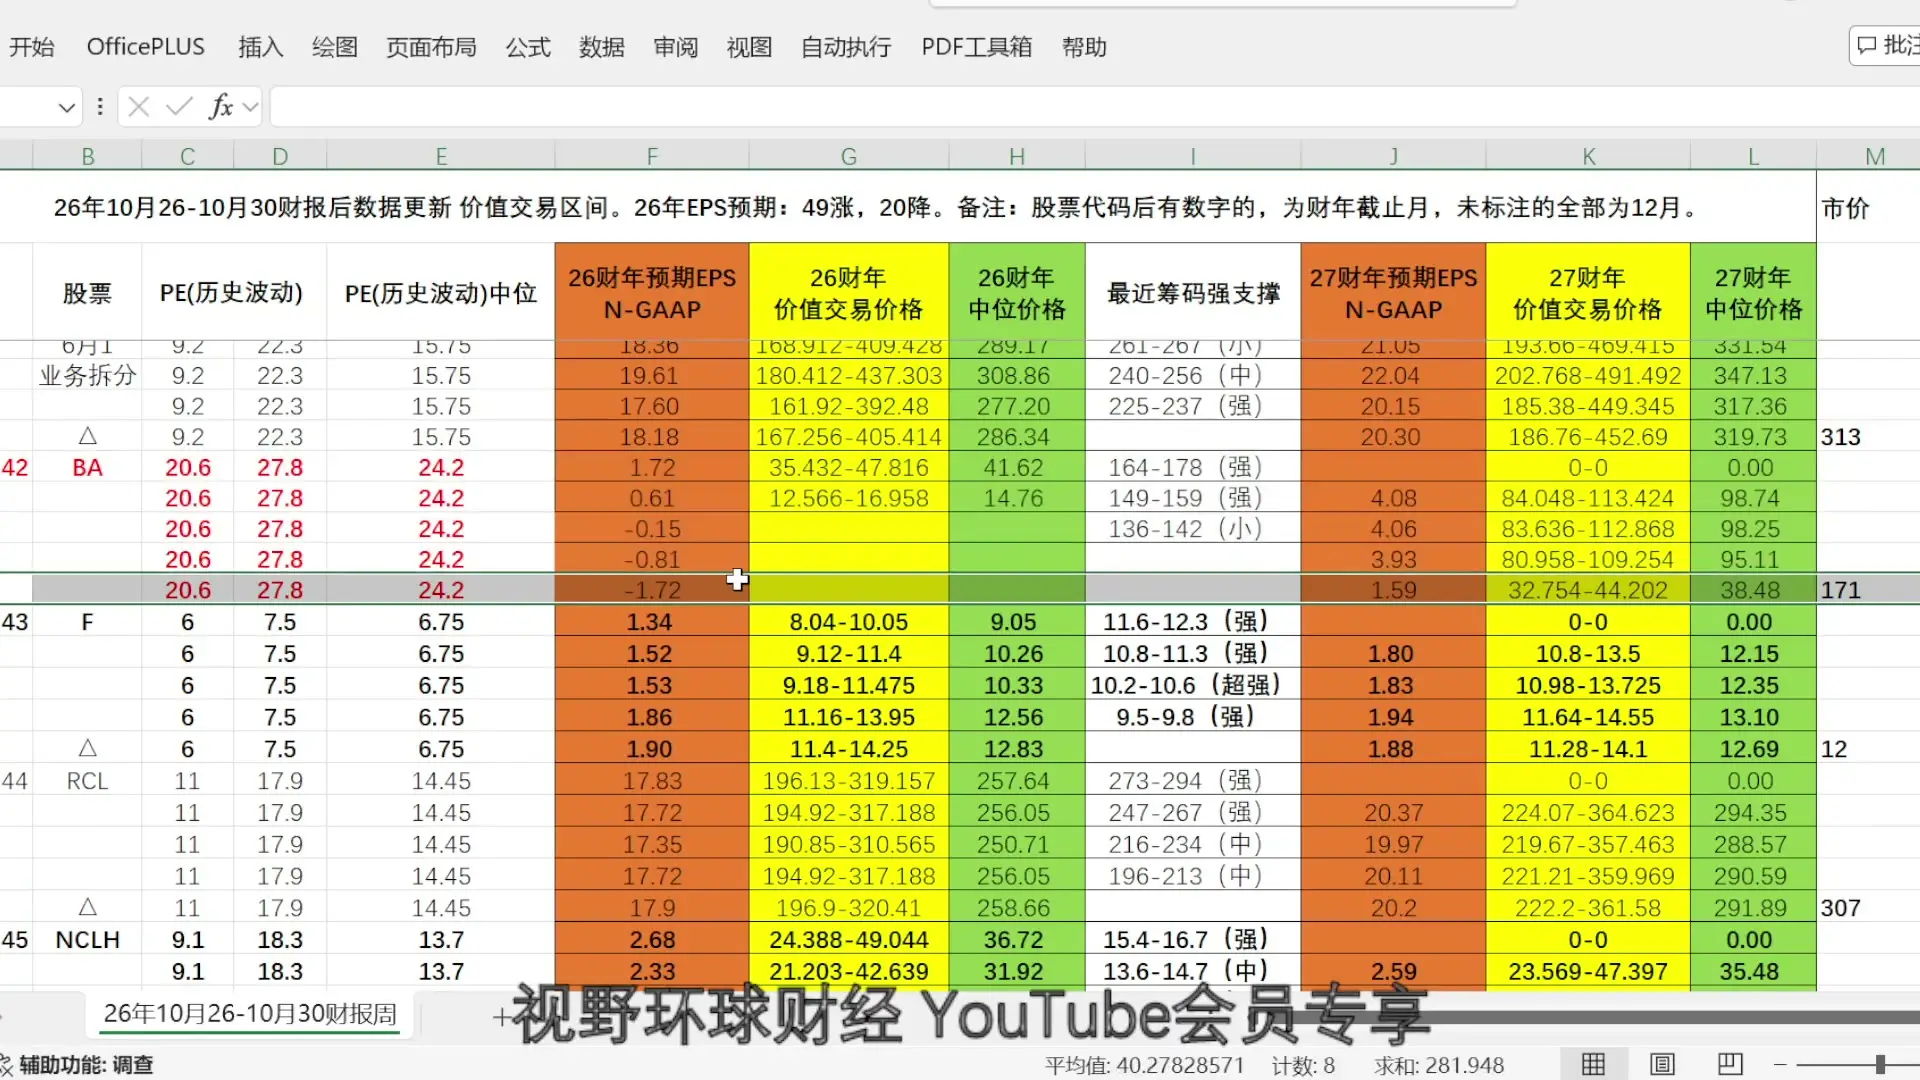 开始 OfficePLUS 插入 绘图 页面布局 公式 数据 审阅 视图 自动执行 PDF工具箱 帮助
fx
B C D E F G H I J K L M
26年10月26-10月30财报后数据更新 价值交易区间。26年EPS预期：49涨，20降。备注：股票代码后有数字的，为财年截止月，未标注的全部为12月。 市价
股票 PE(历史波动) PE(历史波动)中位 26财年预期EPS N-GAAP 26财年 价值交易价格 26财年 中位价格 最近筹码强支撑 27财年预期EPS N-GAAP 27财年 价值交易价格 27财年 中位价格
6月1 9.2 22.3 15.75 18.36 168.912-409.428 289.17 261-267（小） 21.05 193.66-469.415 331.54
业务拆分 9.2 22.3 15.75 19.61 180.412-437.303 308.86 240-256（中） 22.04 202.768-491.492 347.13
9.2 22.3 15.75 17.60 161.92-392.48 277.20 225-237（强） 20.15 185.38-449.345 317.36
△ 9.2 22.3 15.75 18.18 167.256-405.414 286.34 20.30 186.76-452.69 319.73 313
42 BA 20.6 27.8 24.2 1.72 35.432-47.816 41.62 164-178（强） 0-0 0.00
20.6 27.8 24.2 0.61 12.566-16.958 14.76 149-159（强） 4.08 84.048-113.424 98.74
20.6 27.8 24.2 -0.15 136-142（小） 4.06 83.636-112.868 98.25
20.6 27.8 24.2 -0.81 3.93 80.958-109.254 95.11
20.6 27.8 24.2 -1.72 1.59 32.754-44.202 38.48 171
43 F 6 7.5 6.75 1.34 8.04-10.05 9.05 11.6-12.3（强） 0-0 0.00
6 7.5 6.75 1.52 9.12-11.4 10.26 10.8-11.3（强） 1.80 10.8-13.5 12.15
6 7.5 6.75 1.53 9.18-11.475 10.33 10.2-10.6（超强） 1.83 10.98-13.725 12.35
6 7.5 6.75 1.86 11.16-13.95 12.56 9.5-9.8（强） 1.94 11.64-14.55 13.10
△ 6 7.5 6.75 1.90 11.4-14.25 12.83 1.88 11.28-14.1 12.69 12
44 RCL 11 17.9 14.45 17.83 196.13-319.157 257.64 273-294（强） 0-0 0.00
11 17.9 14.45 17.72 194.92-317.188 256.05 247-267（强） 20.37 224.07-364.623 294.35
11 17.9 14.45 17.35 190.85-310.565 250.71 216-234（中） 19.97 219.67-357.463 288.57
11 17.9 14.45 17.72 194.92-317.188 256.05 196-213（中） 20.11 221.21-359.969 290.59
△ 11 17.9 14.45 17.9 196.9-320.41 258.66 20.2 222.2-361.58 291.89 307
45 NCLH 9.1 18.3 13.7 2.68 24.388-49.044 36.72 15.4-16.7（强） 0-0 0.00
9.1 18.3 13.7 2.33 21.203-42.639 31.92 13.6-14.7（中） 2.59 23.569-47.397 35.48
26年10月26-10月30财报周
视野环球财经 YouTube会员专享
辅助功能: 调查 平均值: 40.27828571 计数: 8 求和: 281.948